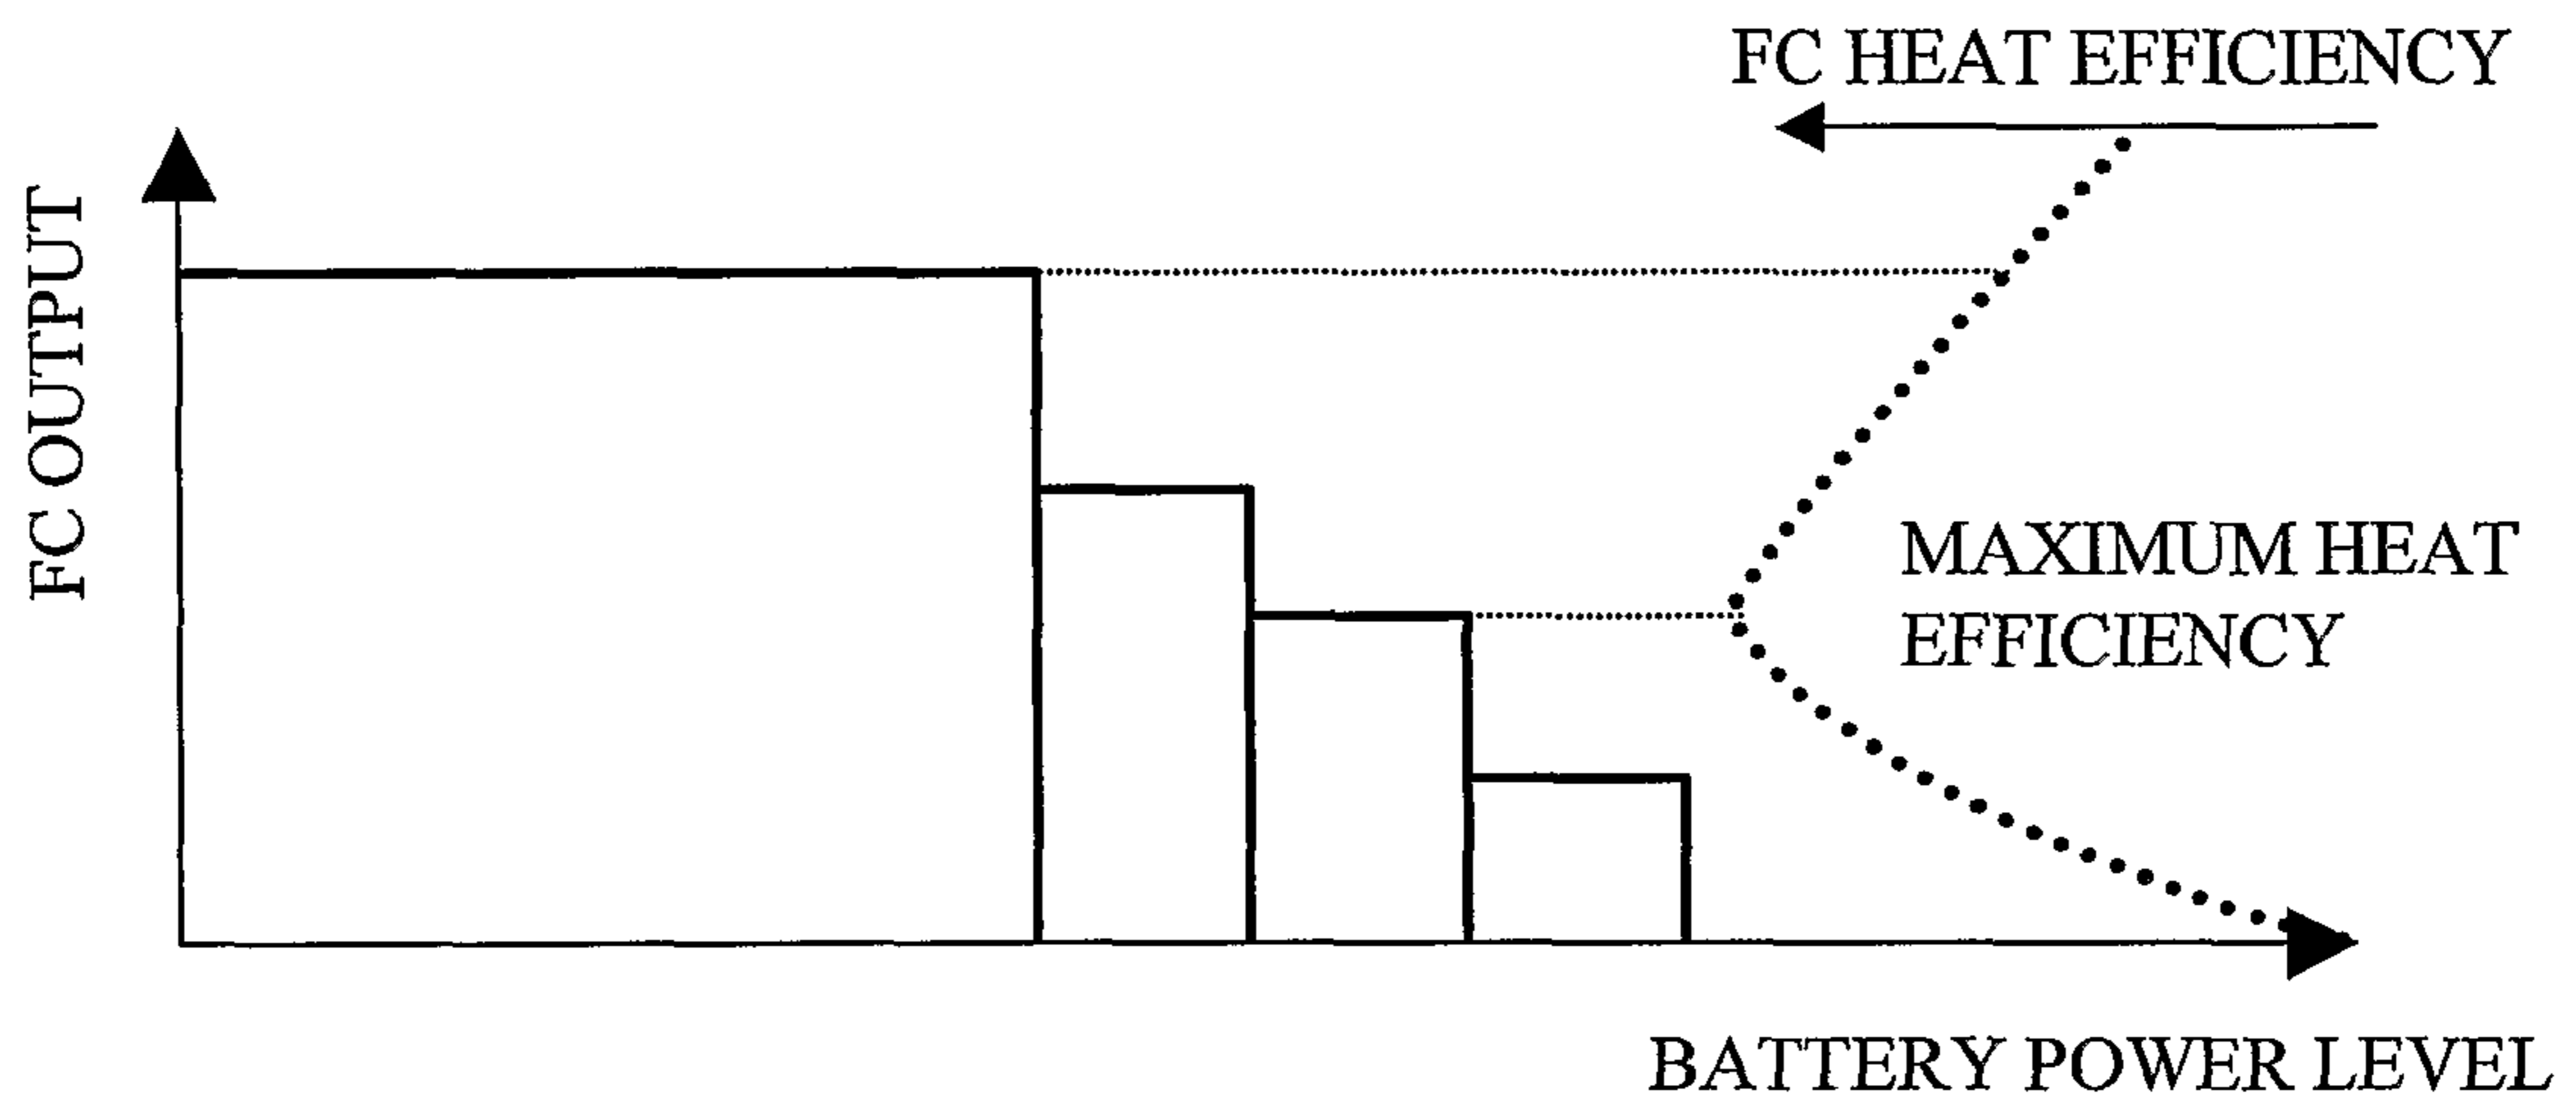 FC HEAT EFFICIENCY
FC OUTPUT
MAXIMUM HEAT
EFFICIENCY
BATTERY POWER LEVEL